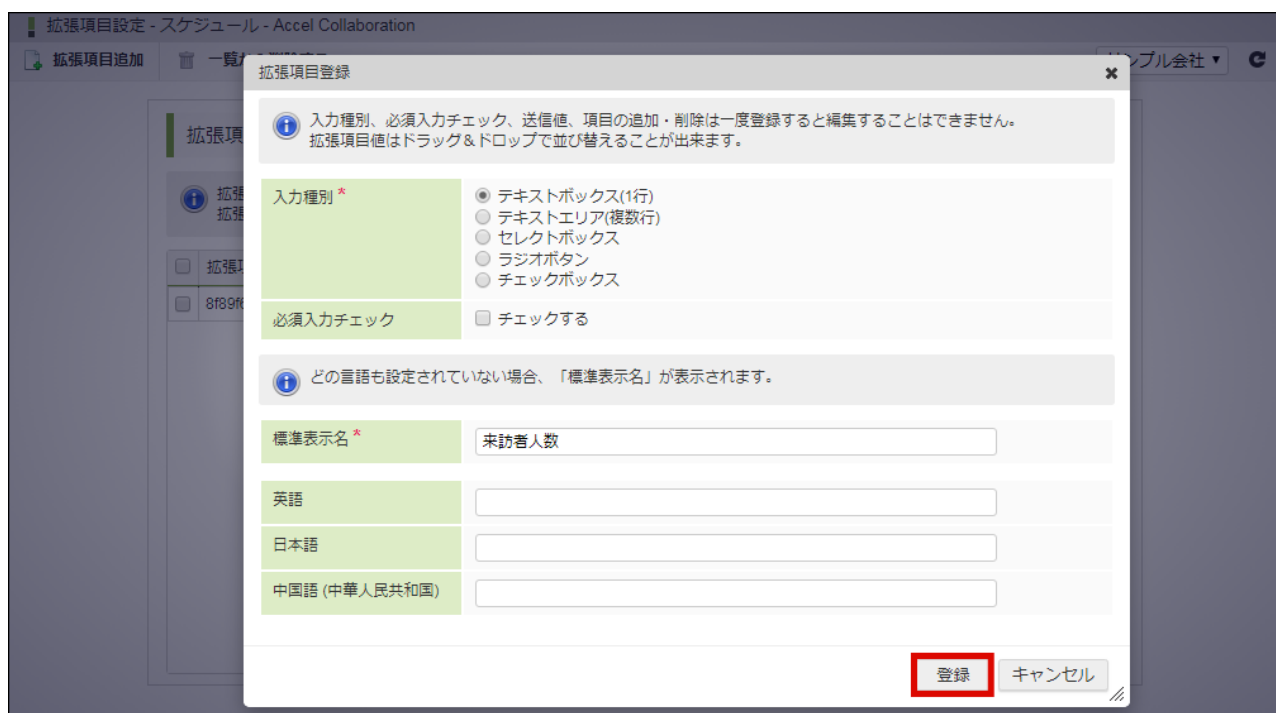 拡張項目設定 - スケジュール - Accel Collaboration
拡張項目追加
拡張項目登録
入力種別、必須入力チェック、送信値、項目の追加・削除は一度登録すると編集することはできません。
拡張項目値はドラッグ＆ドロップで並び替えることが出来ます。
入力種別 *
テキストボックス(1行)
テキストエリア(複数行)
セレクトボックス
ラジオボタン
チェックボックス
必須入力チェック
チェックする
どの言語も設定されていない場合、「標準表示名」が表示されます。
標準表示名 *
来訪者人数
英語
日本語
中国語 (中華人民共和国)
登録
キャンセル